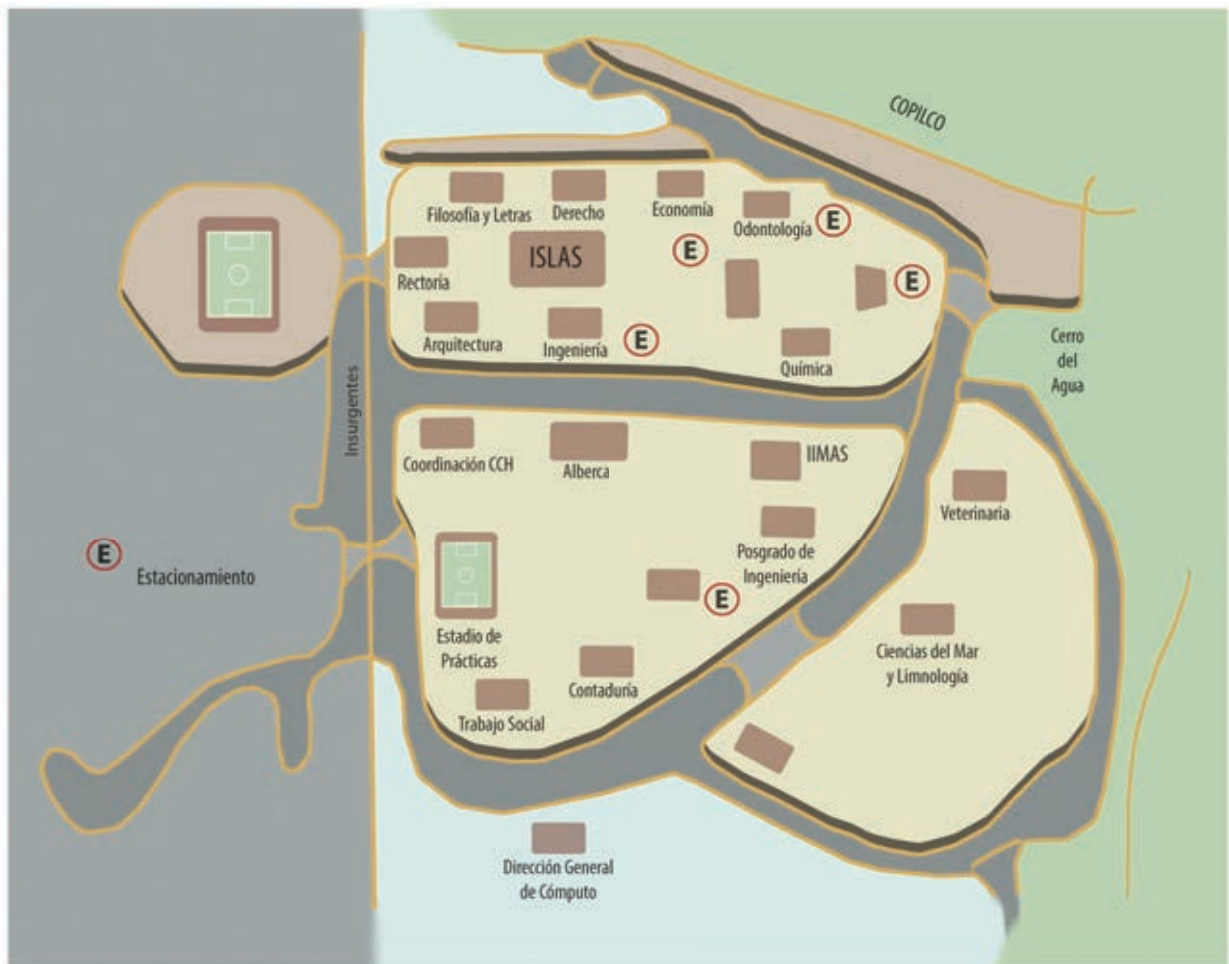 COPILCO
Filosofía y Letras
Derecho
Economía
Odontología
E
E
ISLAS
Rectoría
E
Arquitectura
Ingeniería
E
Química
Cerro
del
Agua
Insurgentes
Coordinación CCH
Alberca
IIMAS
Veterinaria
E
Estacionamiento
Posgrado de
Ingeniería
E
Estadio de
Prácticas
Ciencias del Mar
y Limnología
Contaduría
Trabajo Social
Dirección General
de Cómputo